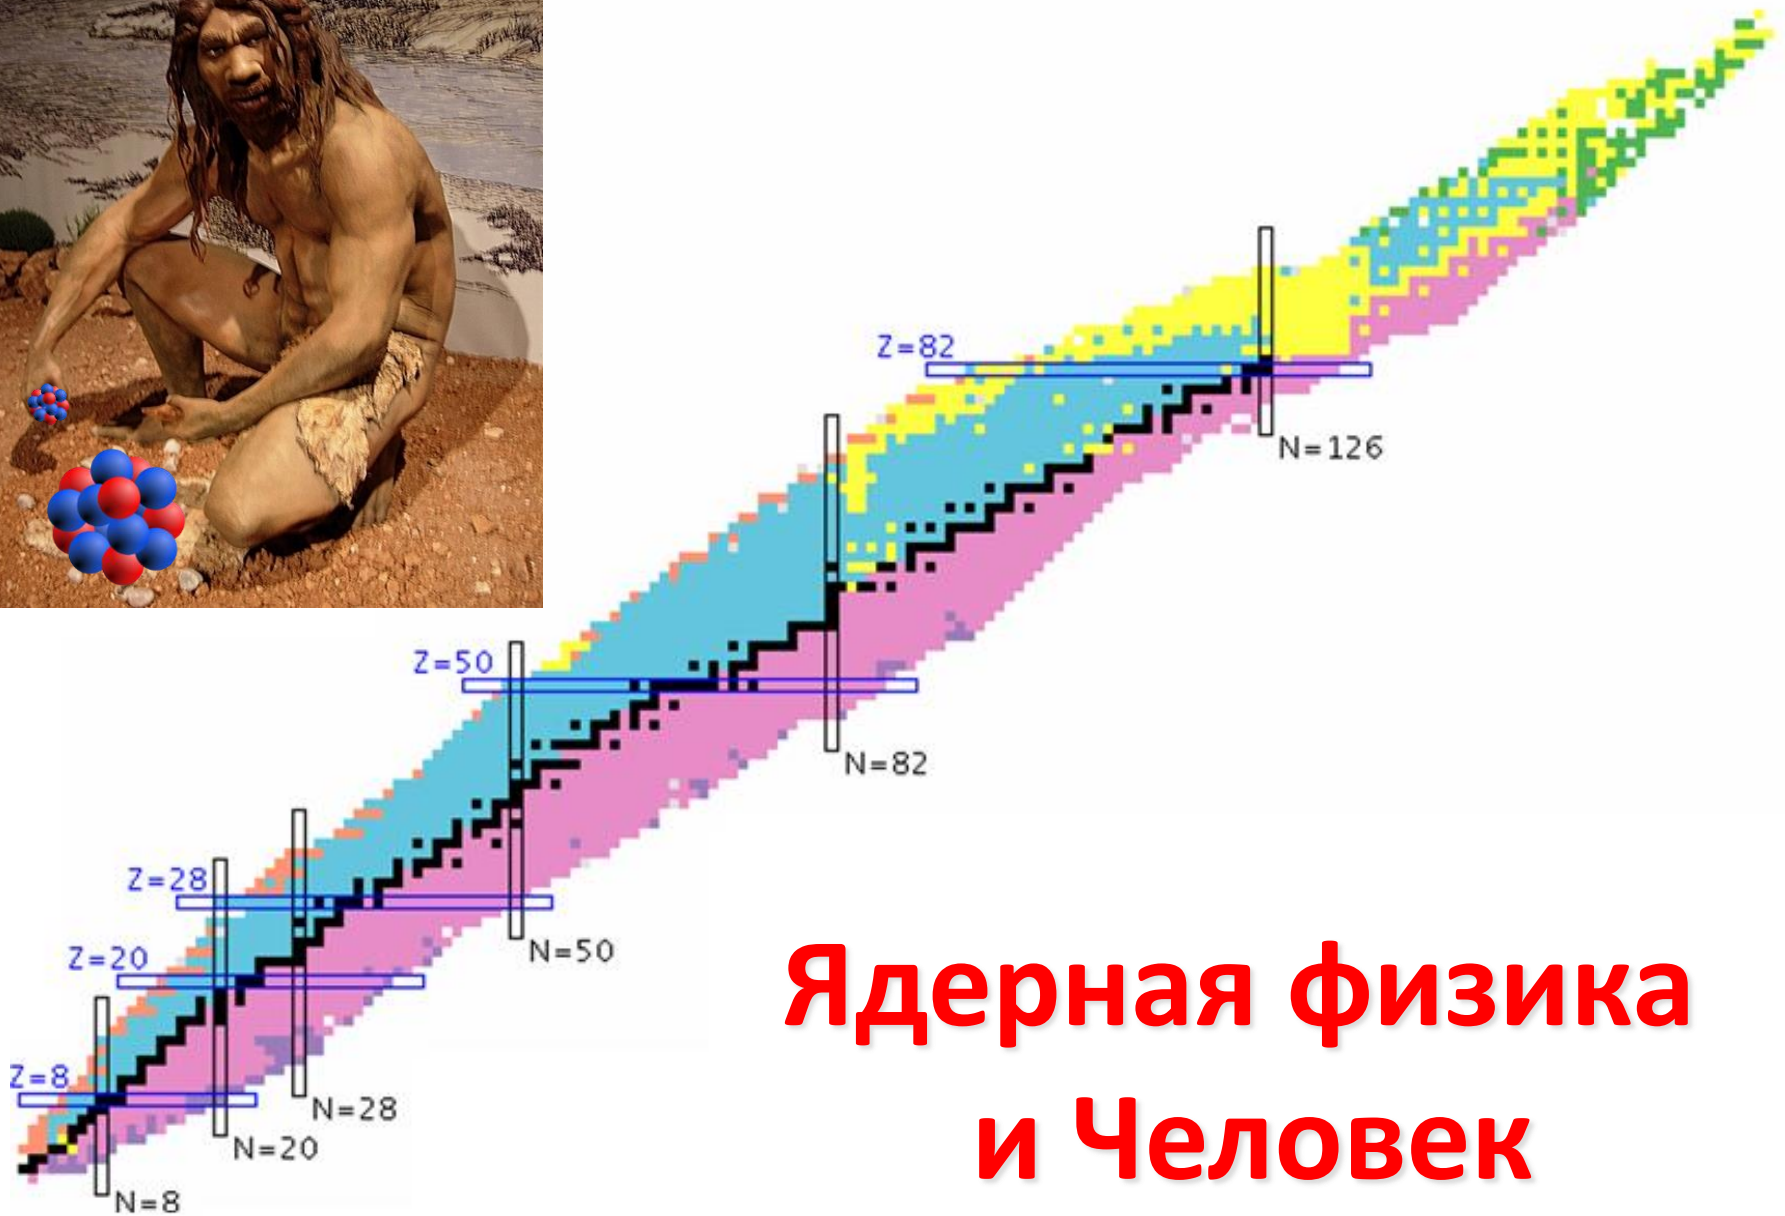 Z=82
N=126
Z=50
N=82
Z=28
N=50
Z=20
Z=8
N=28
N=20
N=8
Ядерная физика
и Человек